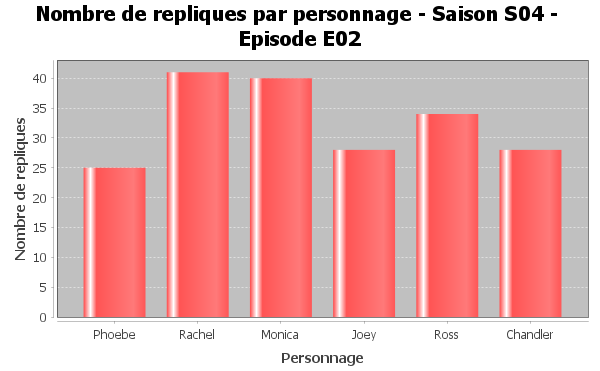 Nombre de repliques par personnage - Saison S04 -
Episode E02
Nombre de repliques
40
35
30
25
20
15
10
5
0
Phoebe
Rachel
Monica
Joey
Ross
Chandler
Personnage